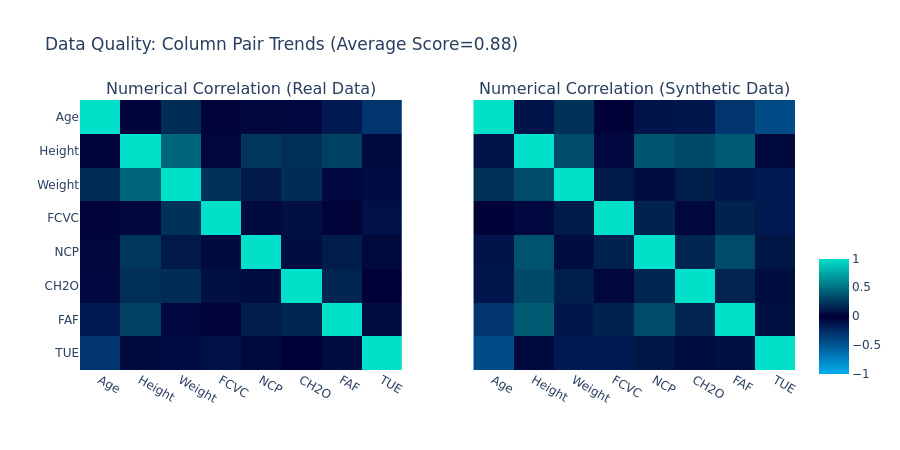 Data Quality: Column Pair Trends (Average Score=0.88)
Numerical Correlation (Real Data)
Numerical Correlation (Synthetic Data)
Age
Height
Weight
FCVC
NCP
CH2O
FAF
TUE
Age
Height
Weight
FCVC
NCP
CH2O
FAF
TUE
Age
Height
Weight
FCVC
NCP
CH2O
FAF
TUE
1
0.5
0
−0.5
−1